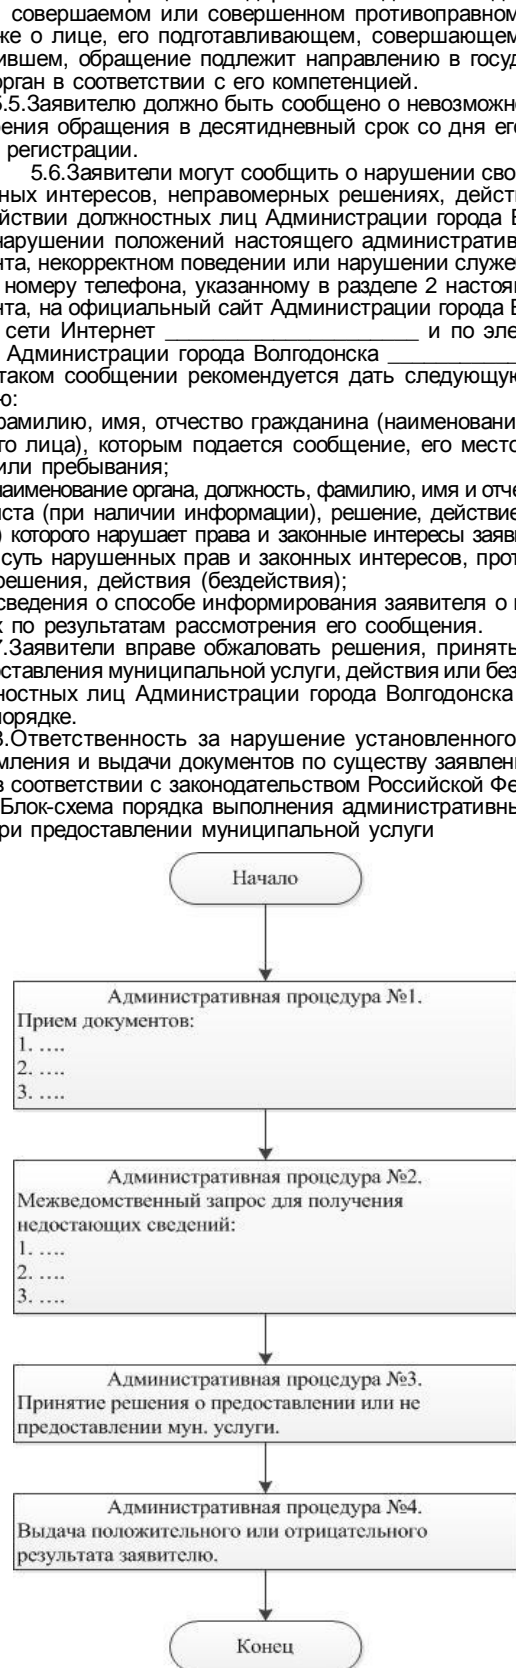 совершаемом или совершенном противоправном
же о лице, его подготавливающем, совершающем
ившем, обращение подлежит направлению в госуд
орган в соответствии с его компетенцией.
5.5.Заявителю должно быть сообщено о невозможно
рения обращения в десятидневный срок со дня его
регистрации.
5.6.Заявители могут сообщить о нарушении сво
ных интересов, неправомерных решениях, действ
йствии должностных лиц Администрации города В
нарушении положений настоящего административ
нта, некорректном поведении или нарушении служе
номеру телефона, указанному в разделе 2 настоя
нта, на официальный сайт Администрации города В
сети Интернет _____________________ и по эле
Администрации города Волгодонска __________
таком сообщении рекомендуется дать следующую
ю:
фамилию, имя, отчество гражданина (наименовани
го лица), которым подается сообщение, его место
или пребывания;
наименование органа, должность, фамилию, имя и отче
иста (при наличии информации), решение, действие
) которого нарушает права и законные интересы заяв
суть нарушенных прав и законных интересов, прот
решения, действия (бездействия);
сведения о способе информирования заявителя о
х по результатам рассмотрения его сообщения.
7.Заявители вправе обжаловать решения, принять
оставления муниципальной услуги, действия или без
ностных лиц Администрации города Волгодонска
порядке.
8.Ответственность за нарушение установленного
мления и выдачи документов по существу заявлен
в соответствии с законодательством Российской Фе
Блок-схема порядка выполнения административны
ри предоставлении муниципальной услуги
Начало
Административная процедура №1.
Прием документов:
1. ....
2. ....
3. ....
Административная процедура №2.
Межведомственный запрос для получения
недостающих сведений:
1. ....
2. ....
3. ....
Административная процедура №3.
Принятие решения о предоставлении или не
предоставлении мун. услуги.
Административная процедура №4.
Выдача положительного или отрицательного
результата заявителю.
Конец